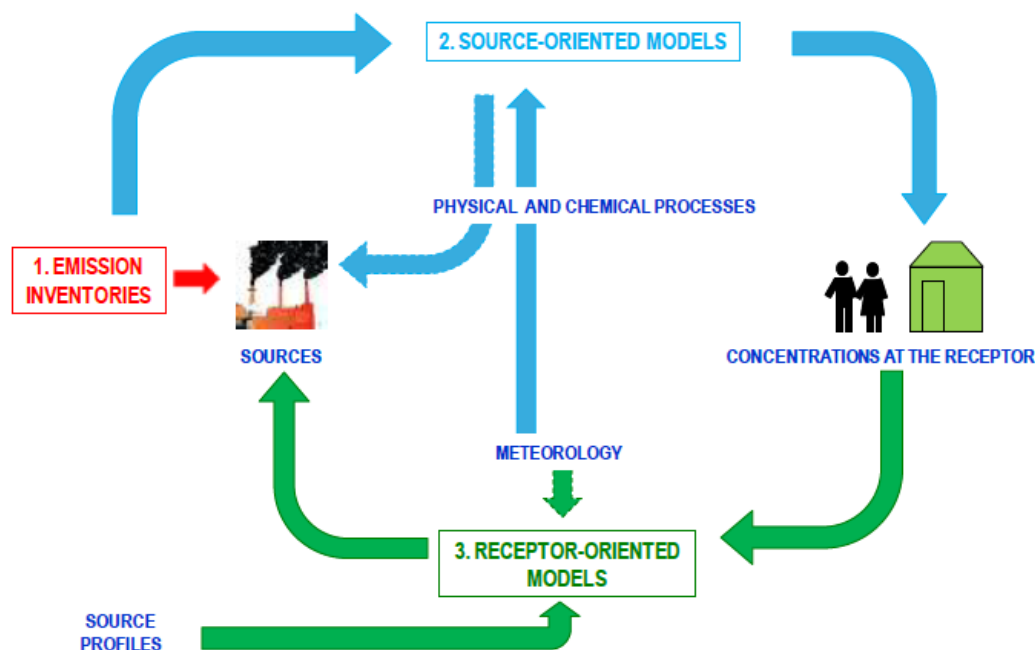 2. SOURCE-ORIENTED MODELS
PHYSICAL AND CHEMICAL PROCESSES
1. EMISSION
INVENTORIES
SOURCES
CONCENTRATIONS AT THE RECEPTOR
METEOROLOGY
3. RECEPTOR-ORIENTED
MODELS
SOURCE
PROFILES